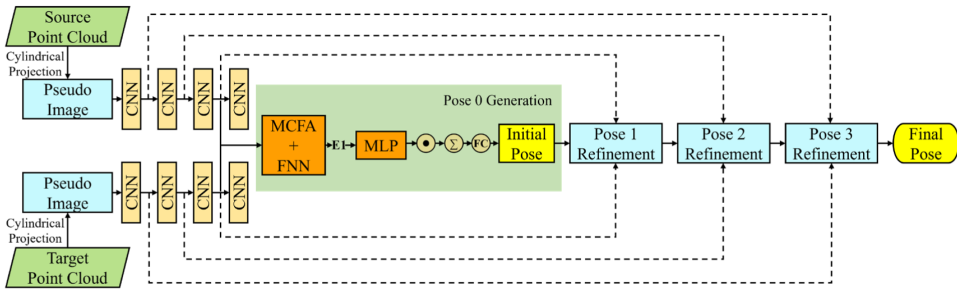 Source
Point Cloud
Cylindrical
Projection
Pseudo
Image
CNN
CNN
CNN
CNN
Pose 0 Generation
MCFA
+
FNN
E1
MLP
Σ
FC
Initial
Pose
Pose 1
Refinement
Pose 2
Refinement
Pose 3
Refinement
Final
Pose
Pseudo
Image
CNN
CNN
CNN
CNN
Cylindrical
Projection
Target
Point Cloud